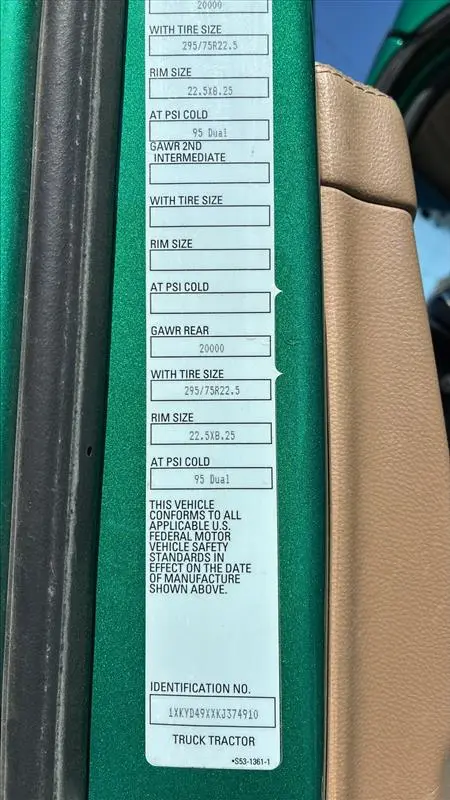 20000
WITH TIRE SIZE
295/75R22.5
RIM SIZE
22.5X8.25
AT PSI COLD
95 Dual
GAWR 2ND
INTERMEDIATE
WITH TIRE SIZE
RIM SIZE
AT PSI COLD
GAWR REAR
20000
WITH TIRE SIZE
295/75R22.5
RIM SIZE
22.5X8.25
AT PSI COLD
95 Dual
THIS VEHICLE
CONFORMS TO ALL
APPLICABLE U.S.
FEDERAL MOTOR
VEHICLE SAFETY
STANDARDS IN
EFFECT ON THE DATE
OF MANUFACTURE
SHOWN ABOVE.
IDENTIFICATION NO.
1XKYD49XXKJ374910
TRUCK TRACTOR
•S53-1361-1